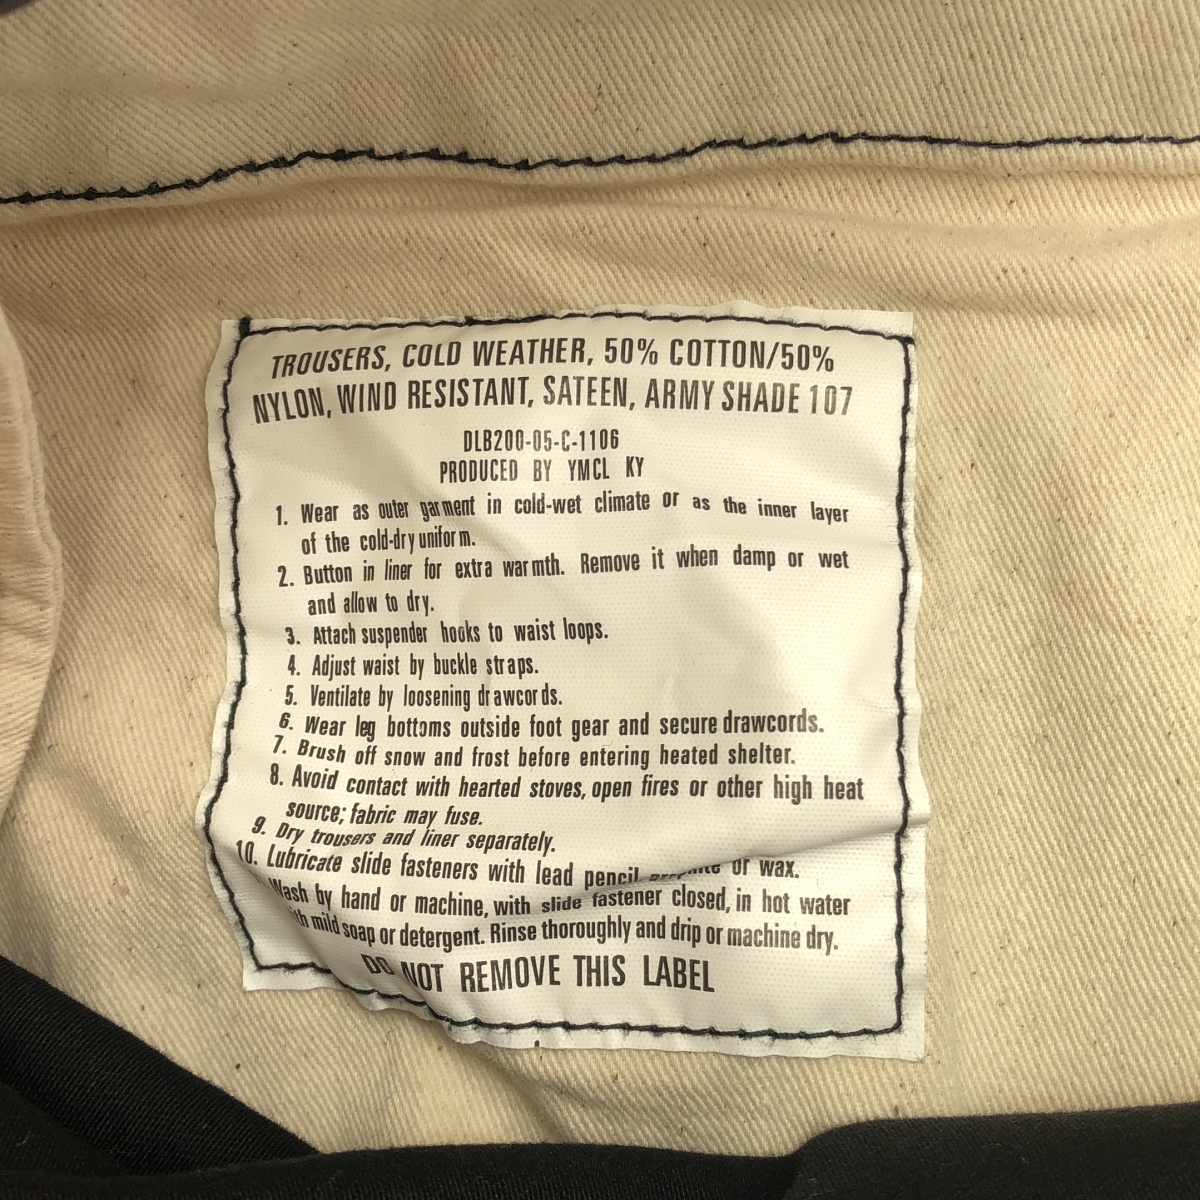 TROUSERS, COLD WEATHER, 50% COTTON/50%
NYLON, WIND RESISTANT, SATEEN, ARMY SHADE 107
DLB200-05-C-1106
PRODUCED BY YMCL KY
1. Wear as outer garment in cold-wet climate or as the inner layer
of the cold-dry uniform.
2. Button in liner for extra warmth. Remove it when damp or wet
and allow to dry.
3. Attach suspender hooks to waist loops.
4. Adjust waist by buckle straps.
5. Ventilate by loosening drawcords.
6. Wear leg bottoms outside foot gear and secure drawcords.
7. Brush off snow and frost before entering heated shelter.
8. Avoid contact with hearted stoves, open fires or other high heat
source; fabric may fuse.
9. Dry trousers and liner separately.
10. Lubricate slide fasteners with lead pencil or wax.
Wash by hand or machine, with slide fastener closed, in hot water
mild soap or detergent. Rinse thoroughly and drip or machine dry.
DO NOT REMOVE THIS LABEL